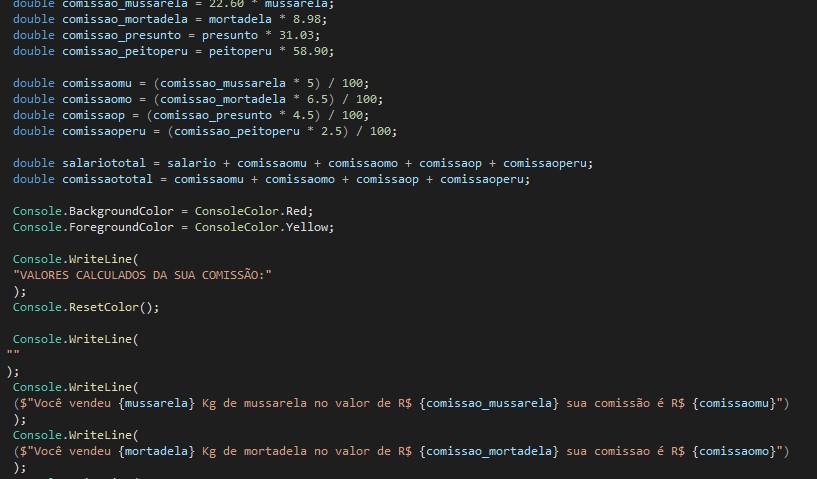 double comissao_mussarela = 22.60 * mussarela;
double comissao_mortadela = mortadela * 8.98;
double comissao_presunto = presunto * 31.03;
double comissao_peitoperu = peitoperu * 58.90;
double comissaomu = (comissao_mussarela * 5) / 100;
double comissaomo = (comissao_mortadela * 6.5) / 100;
double comissaop = (comissao_presunto * 4.5) / 100;
double comissaoperu = (comissao_peitoperu * 2.5) / 100;
double salariototal = salario + comissaomu + comissaomo + comissaop + comissaoperu;
double comissaototal = comissaomu + comissaomo + comissaop + comissaoperu;
Console.BackgroundColor = ConsoleColor.Red;
Console.ForegroundColor = ConsoleColor.Yellow;
Console.WriteLine(
"VALORES CALCULADOS DA SUA COMISSÃO:"
);
Console.ResetColor();
Console.WriteLine(
""
);
Console.WriteLine(
($"Você vendeu {mussarela} Kg de mussarela no valor de R$ {comissao_mussarela} sua comissão é R$ {comissaomu}")
);
Console.WriteLine(
($"Você vendeu {mortadela} Kg de mortadela no valor de R$ {comissao_mortadela} sua comissao é R$ {comissaomo}")
);